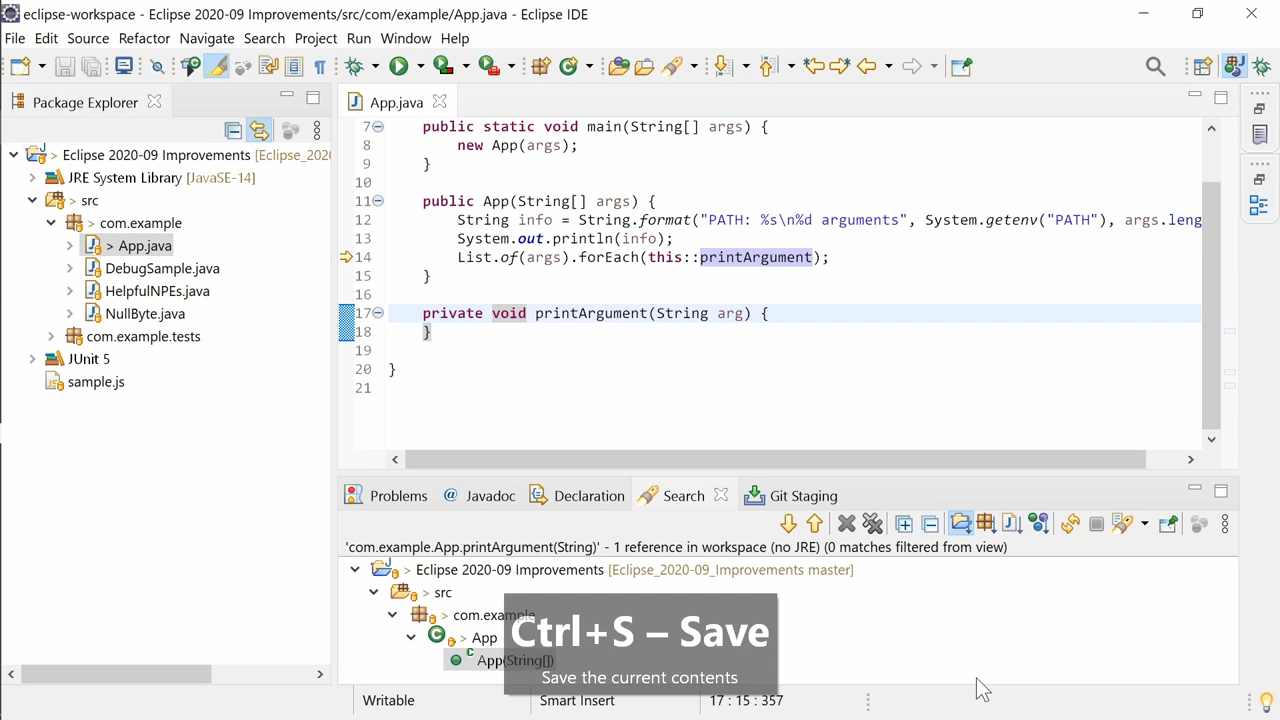 eclipse-workspace - Eclipse 2020-09 Improvements/src/com/example/App.java - Eclipse IDE
File Edit Source Refactor Navigate Search Project Run Window Help
Package Explorer
> Eclipse 2020-09 Improvements [Eclipse_202
JRE System Library [JavaSE-14]
> src
> com.example
> App.java
DebugSample.java
HelpfulNPEs.java
NullByte.java
com.example.tests
JUnit 5
sample.js
App.java
7 public static void main(String[] args) {
8 new App(args);
9 }
10
11 public App(String[] args) {
12 String info = String.format("PATH: %s\n%d arguments", System.getenv("PATH"), args.leng
13 System.out.println(info);
14 List.of(args).forEach(this::printArgument);
15 }
16
17 private void printArgument(String arg) {
18 }
19
20 }
21
Problems @ Javadoc Declaration Search Git Staging
'com.example.App.printArgument(String)' - 1 reference in workspace (no JRE) (0 matches filtered from view)
> Eclipse 2020-09 Improvements [Eclipse_2020-09_Improvements master]
> src
> com.example
> App
App(String[])
Ctrl+S – Save
Save the current contents
Writable Smart Insert 17 : 15 : 357